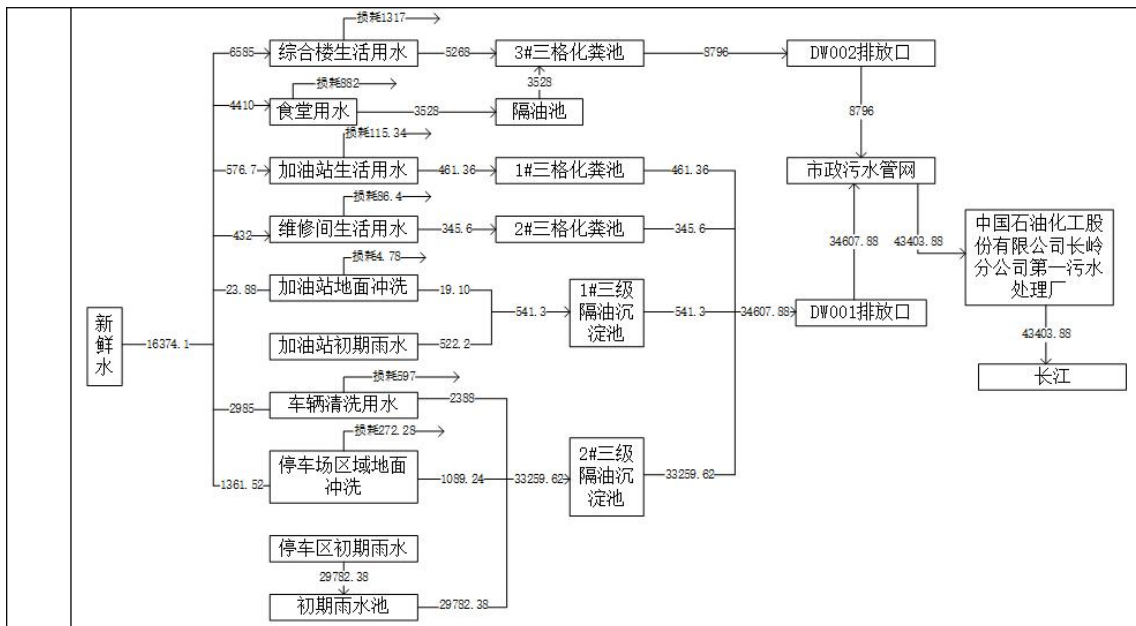 损耗1317
6585
综合楼生活用水
5268
3#三格化粪池
8796
DW002排放口
损耗882
3528
4410
食堂用水
3528
隔油池
8796
损耗115.34
576.7
加油站生活用水
461.36
1#三格化粪池
461.36
市政污水管网
损耗86.4
432
维修间生活用水
345.6
2#三格化粪池
345.6
34607.88
43403.88
中国石油化工股
份有限公司长岭
分公司第一污水
处理厂
损耗4.78
23.88
加油站地面冲洗
19.10
541.3
1#三级
隔油沉
淀池
541.3
34607.88
DW001排放口
加油站初期雨水
522.2
43403.88
长江
新
鲜
水
16374.1
损耗597
2985
车辆清洗用水
2388
损耗272.28
1361.52
停车场区域地面
冲洗
1089.24
33259.62
2#三级
隔油沉
淀池
33259.62
停车区初期雨水
29782.38
初期雨水池
29782.38